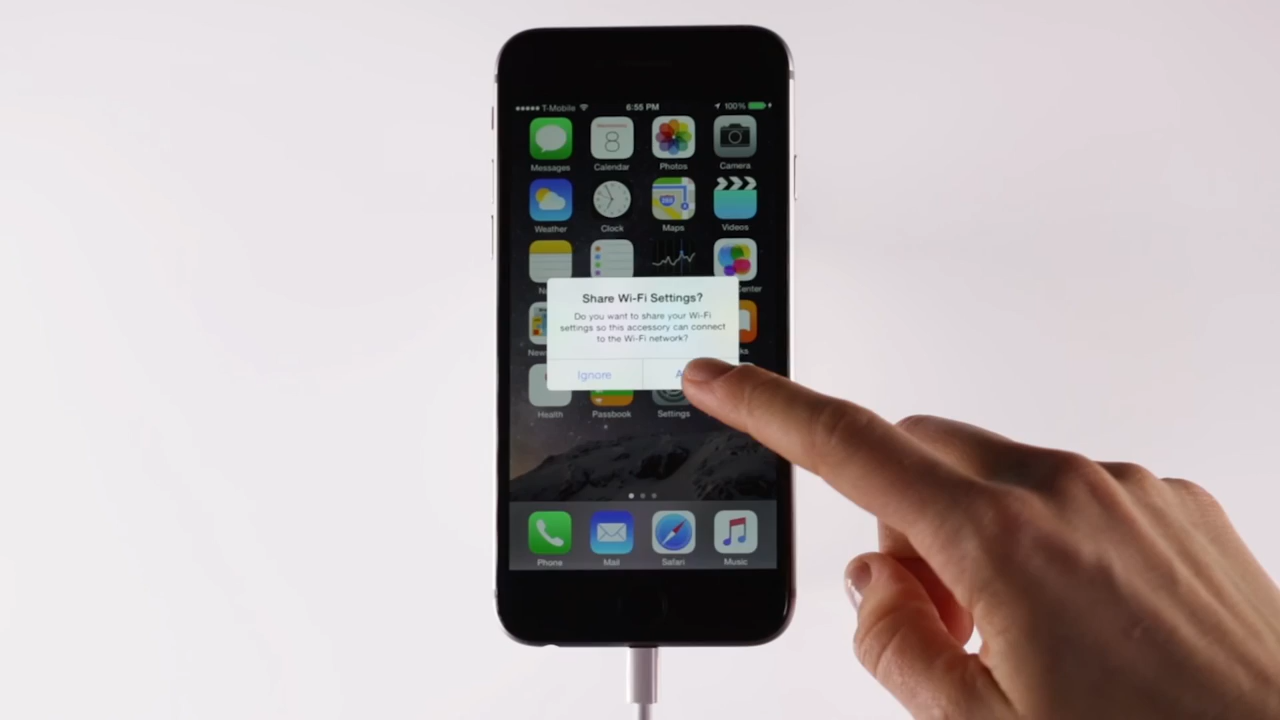 T-Mobile 6:55 PM 100%
8
Messages Calendar Photos Camera
280
Weather Clock Maps Videos
Share Wi-Fi Settings?
Do you want to share your Wi-Fi
settings so this accessory can connect
to the Wi-Fi network?
Ignore
Health Passbook Settings
Phone Mail Safari Music